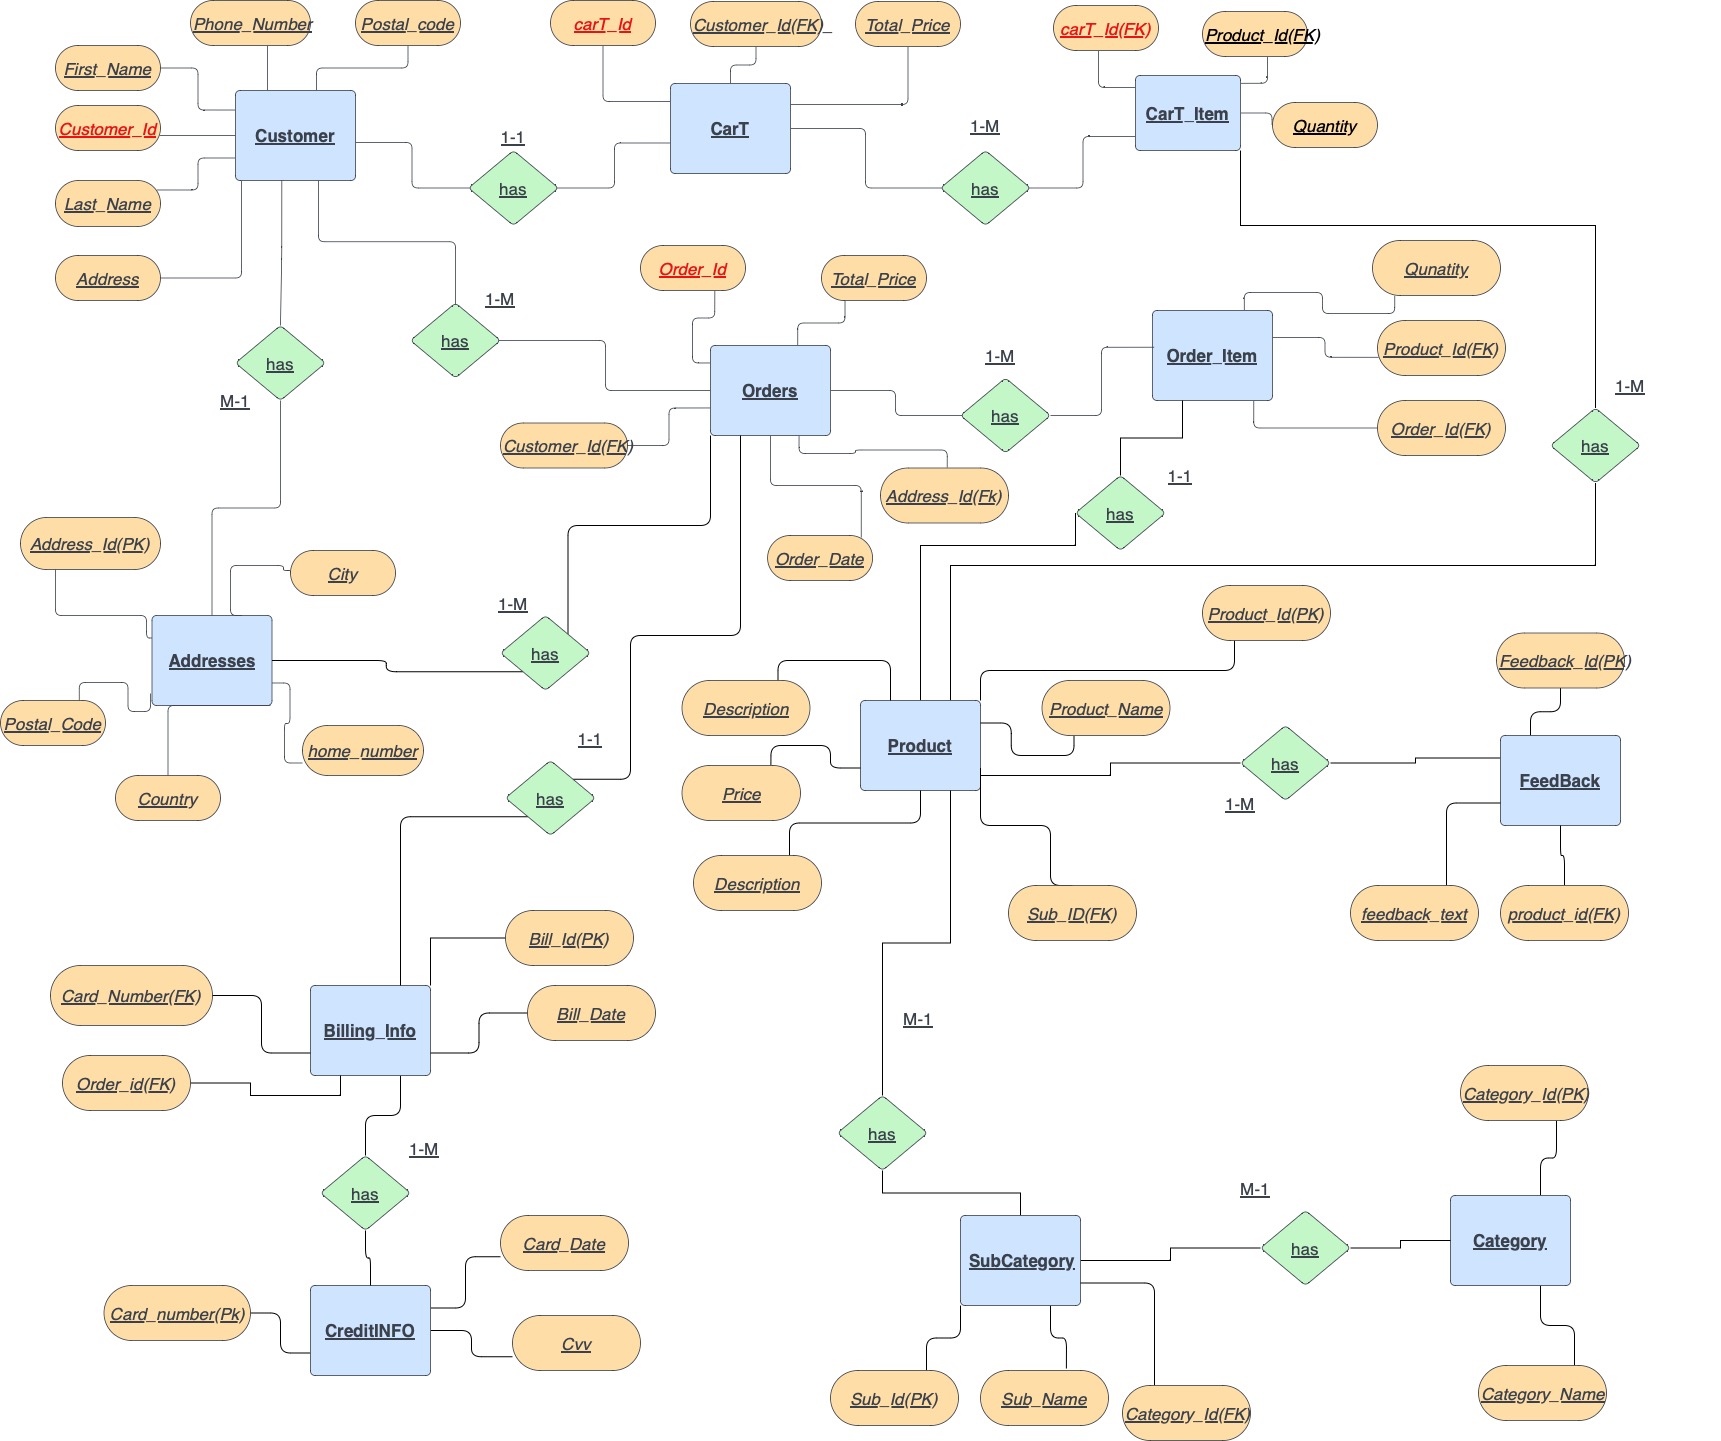 Phone_Number
Postal_code
carT_Id
Customer_Id(FK)_
Total_Price
carT_Id(FK)
Product_Id(FK)
First_Name
Customer_Id
Customer
CarT
CarT_Item
Quantity
1-1
1-M
has
has
Last_Name
Address
Order_Id
Total_Price
Qunatity
1-M
has
has
M-1
Orders
1-M
Order_Item
Product_Id(FK)
1-M
has
has
Order_Id(FK)
Customer_Id(FK)
1-1
Address_Id(Fk)
has
Address_Id(PK)
City
Order_Date
1-M
has
Addresses
Product_Id(PK)
Feedback_Id(PK)
Postal_Code
home_number
Country
1-1
has
Description
Product_Name
Product
Price
has
1-M
FeedBack
Description
Sub_ID(FK)
feedback_text
product_id(FK)
Bill_Id(PK)
Card_Number(FK)
Bill_Date
Billing_Info
Order_id(FK)
M-1
has
1-M
has
Category_Id(PK)
M-1
has
Category
SubCategory
Card_Date
Card_number(Pk)
CreditINFO
Cvv
Sub_Id(PK)
Sub_Name
Category_Id(FK)
Category_Name